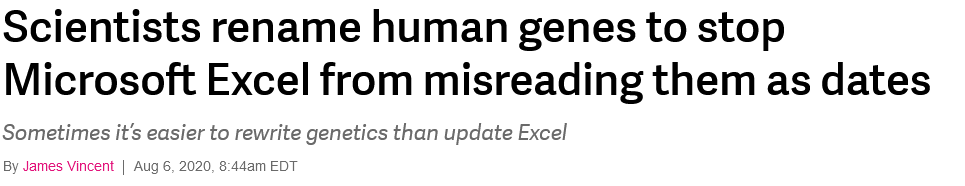 Scientists rename human genes to stop
Microsoft Excel from misreading them as dates
Sometimes it’s easier to rewrite genetics than update Excel
By James Vincent | Aug 6, 2020, 8:44am EDT